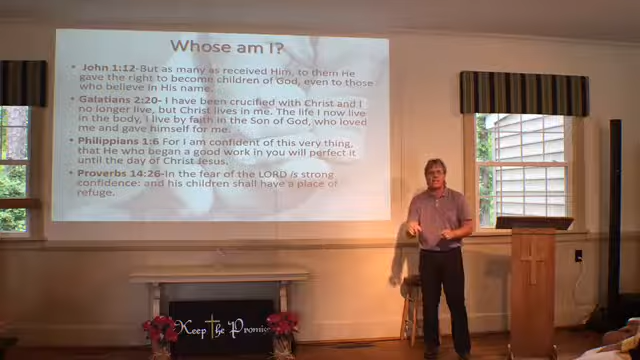 Whose am I?
• John 1:12-But as many as received Him, to them He
gave the right to become children of God, even to those
who believe in His name.
• Galatians 2:20- I have been crucified with Christ and I
no longer live, but Christ lives in me. The life I now live
in the body, I live by faith in the Son of God, who loved
me and gave himself for me.
• Philippians 1:6 For I am confident of this very thing,
that He who began a good work in you will perfect it
until the day of Christ Jesus.
• Proverbs 14:26-In the fear of the LORD is strong
confidence: and his children shall have a place of
refuge.
Keep the Promise